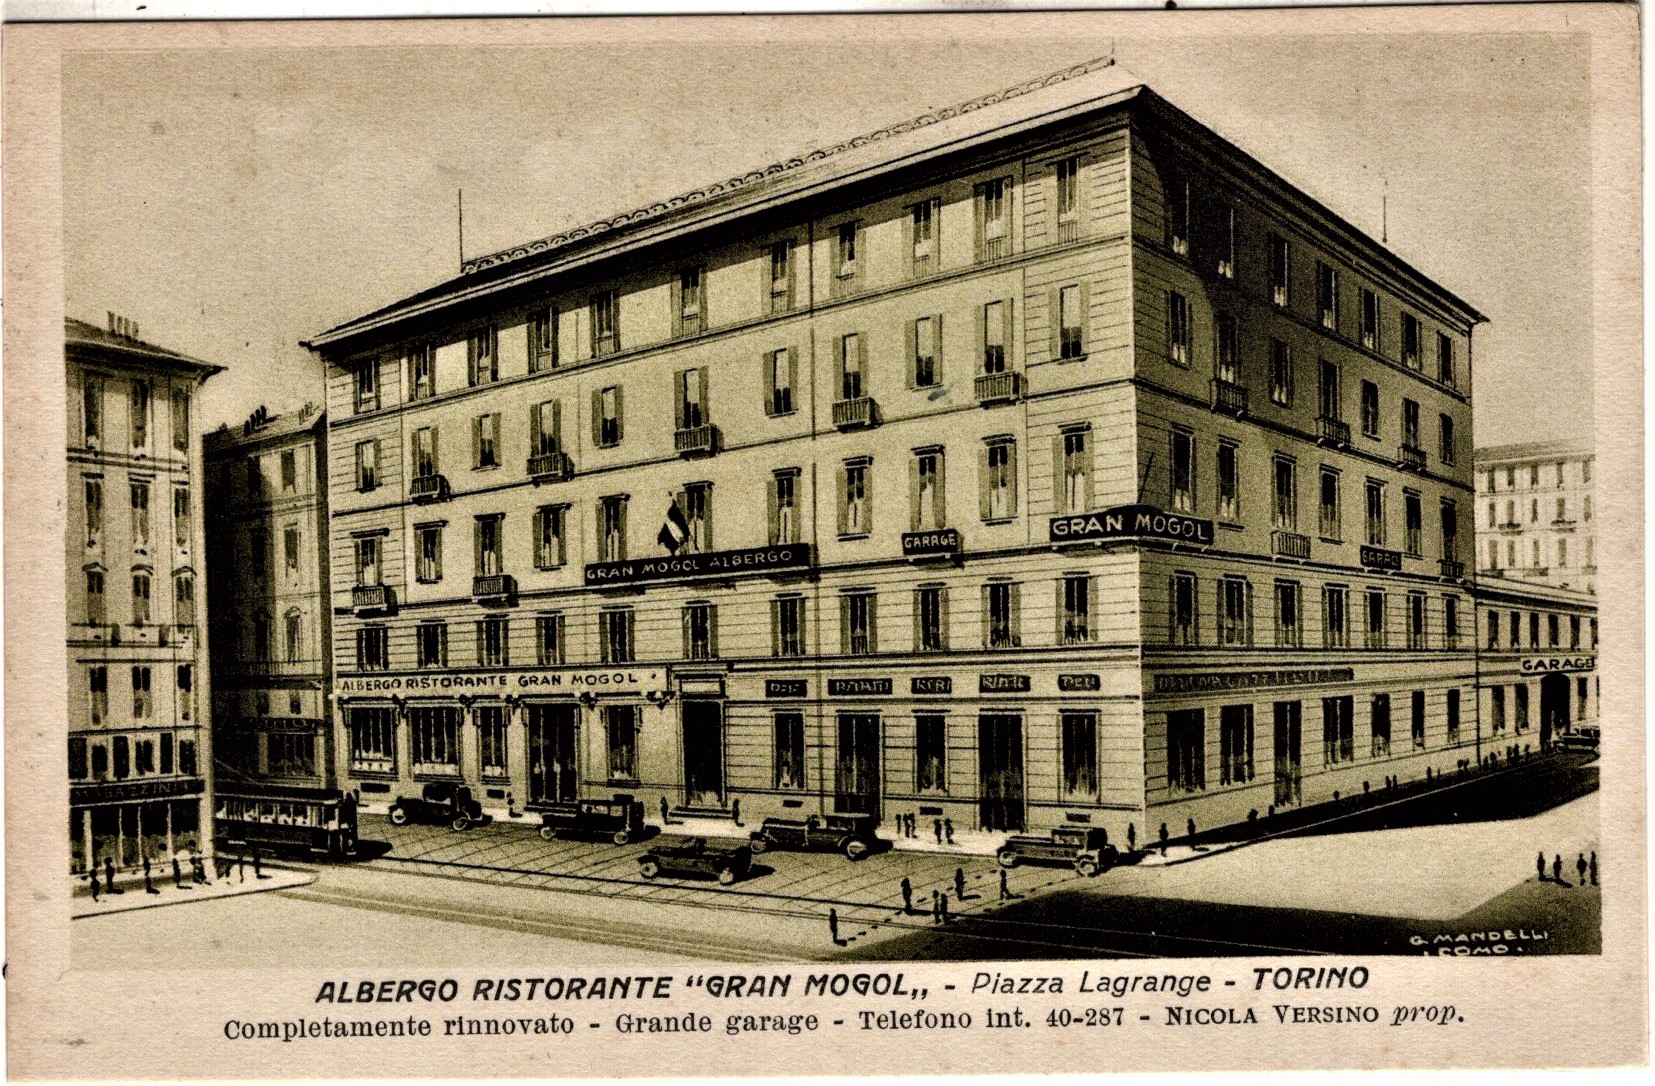 GRAN MOGOL
GARAGE
GRAN MOGOL ALBERGO
ALBERGO RISTORANTE GRAN MOGOL
GARAGE
G. MANDELLI
COMO.
ALBERGO RISTORANTE “GRAN MOGOL„ - Piazza Lagrange - TORINO
Completamente rinnovato - Grande garage - Telefono int. 40-287 - NICOLA VERSINO prop.